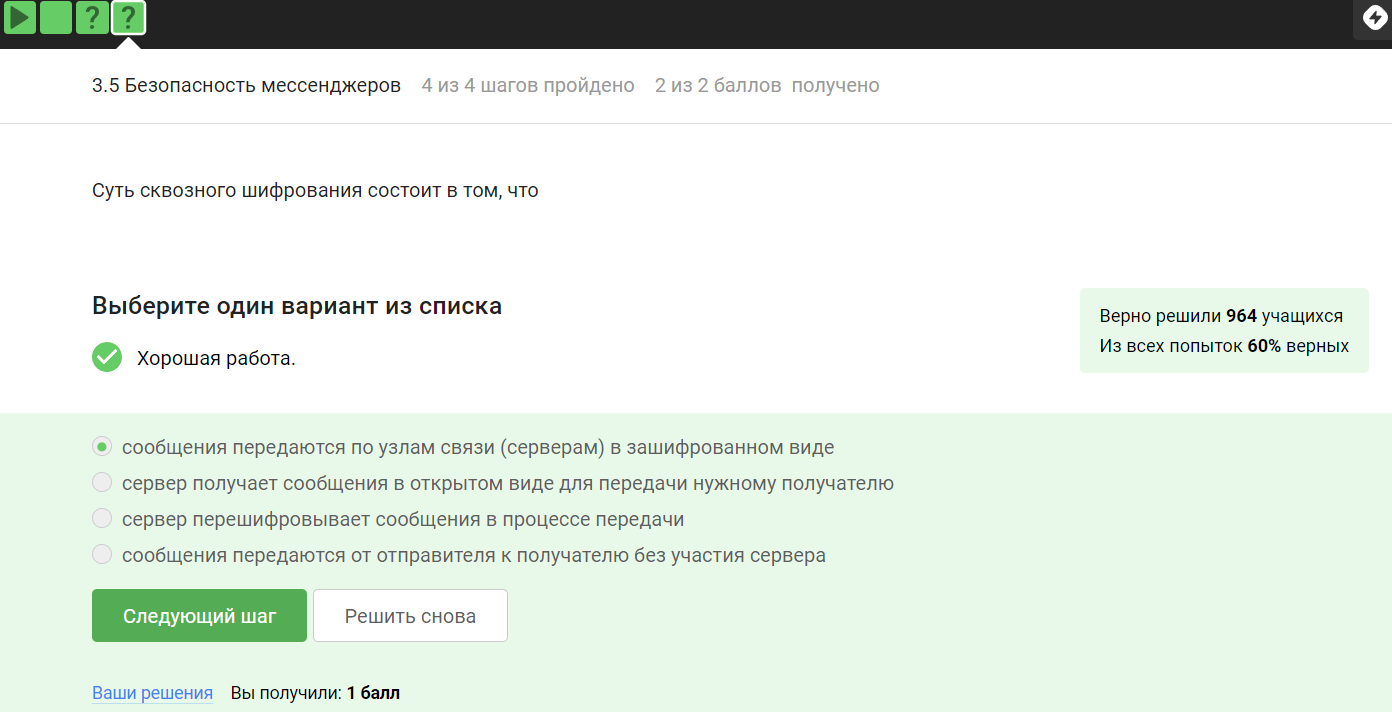 ? ?
3.5 Безопасность мессенджеров 4 из 4 шагов пройдено 2 из 2 баллов получено
Суть сквозного шифрования состоит в том, что
Выберите один вариант из списка
Хорошая работа.
Верно решили 964 учащихся
Из всех попыток 60% верных
сообщения передаются по узлам связи (серверам) в зашифрованном виде
сервер получает сообщения в открытом виде для передачи нужному получателю
сервер перешифровывает сообщения в процессе передачи
сообщения передаются от отправителя к получателю без участия сервера
Следующий шаг Решить снова
Ваши решения Вы получили: 1 балл